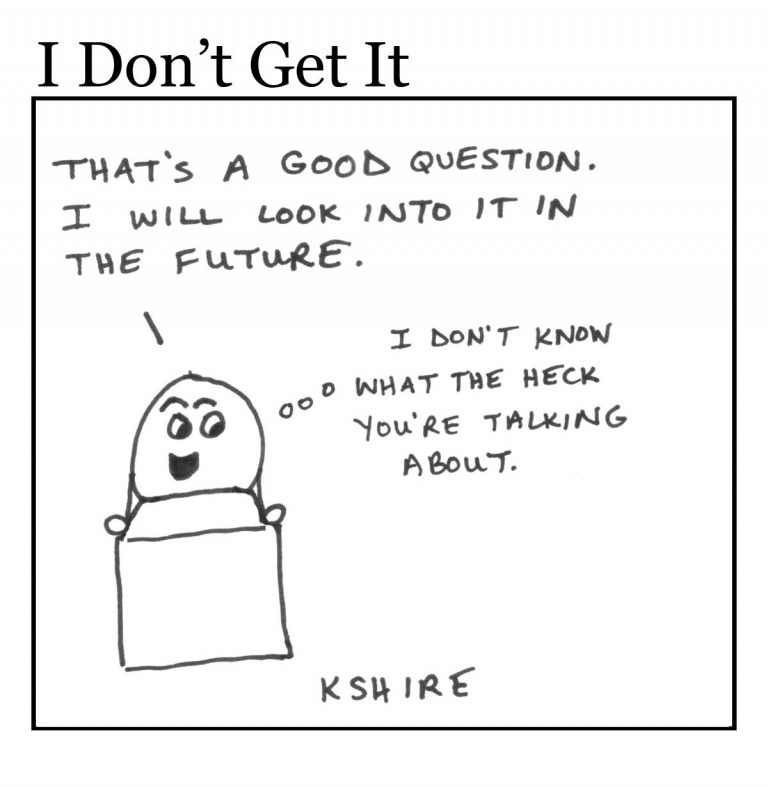 I Don’t Get It
THAT'S A GOOD QUESTION.
I WILL LOOK INTO IT IN
THE FUTURE.
I DON'T KNOW
WHAT THE HECK
YOU'RE TALKING
ABOUT.
KSHIRE